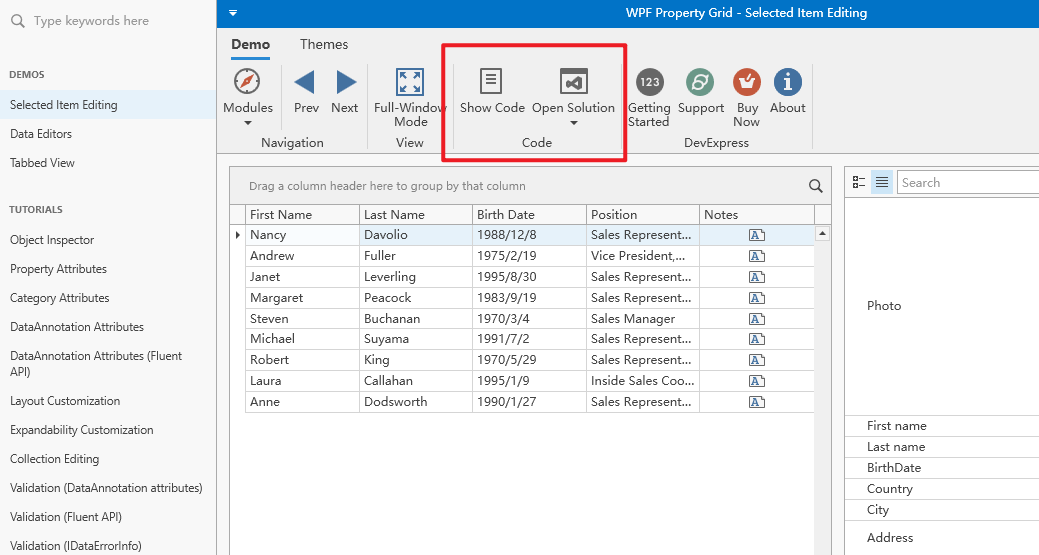 Type keywords here
DEMOS
Selected Item Editing
Data Editors
Tabbed View
TUTORIALS
Object Inspector
Property Attributes
Category Attributes
DataAnnotation Attributes
DataAnnotation Attributes (Fluent
API)
Layout Customization
Expandability Customization
Collection Editing
Validation (DataAnnotation attributes)
Validation (Fluent API)
Validation (IDataErrorInfo)
WPF Property Grid - Selected Item Editing
Demo Themes
Modules Prev Next Full-Window Mode Show Code Open Solution 123 Getting Started Support Buy Now About
Navigation View Code DevExpress
Drag a column header here to group by that column
First Name Last Name Birth Date Position Notes
Nancy Davolio 1988/12/8 Sales Represent... A
Andrew Fuller 1975/2/19 Vice President,... A
Janet Leverling 1995/8/30 Sales Represent... A
Margaret Peacock 1983/9/19 Sales Represent... A
Steven Buchanan 1970/3/4 Sales Manager A
Michael Suyama 1991/7/2 Sales Represent... A
Robert King 1970/5/29 Sales Represent... A
Laura Callahan 1995/1/9 Inside Sales Coo... A
Anne Dodsworth 1990/1/27 Sales Represent... A
Search
Photo
First name
Last name
BirthDate
Country
City
Address